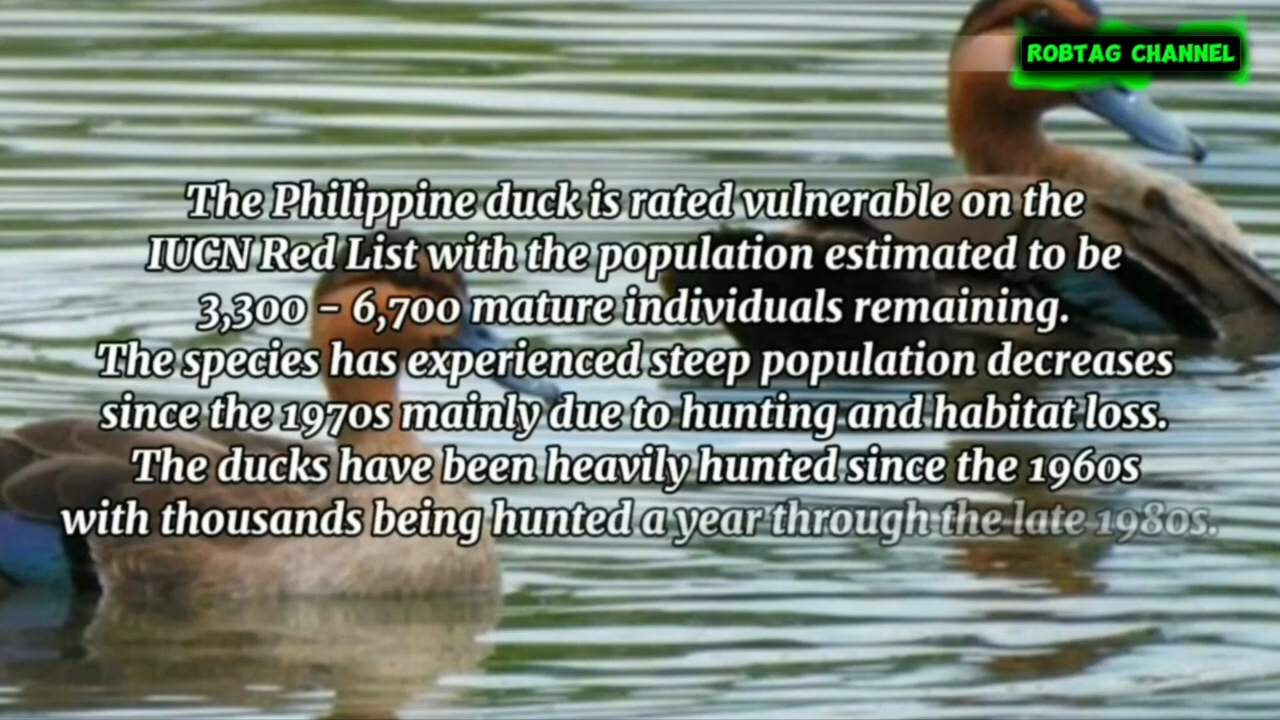 ROBTAG CHANNEL
The Philippine duck is rated vulnerable on the
IUCN Red List with the population estimated to be
3,300 - 6,700 mature individuals remaining.
The species has experienced steep population decreases
since the 1970s mainly due to hunting and habitat loss.
The ducks have been heavily hunted since the 1960s
with thousands being hunted a year through the late 1980s.